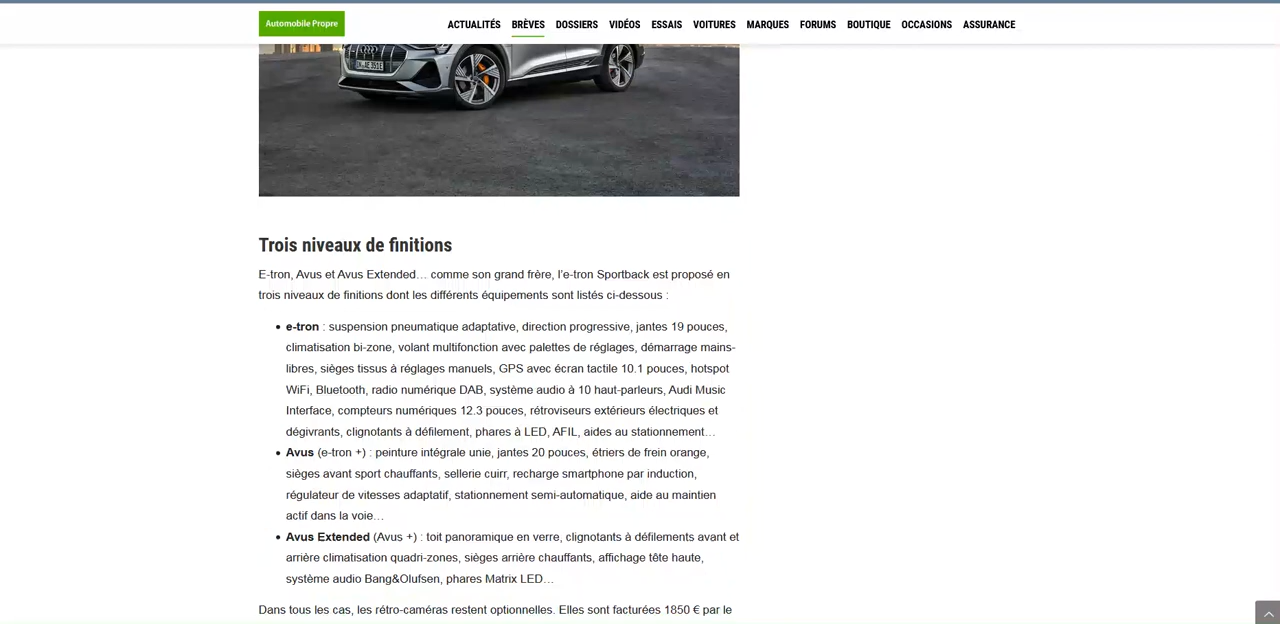 Automobile Propre
ACTUALITÉS BRÈVES DOSSIERS VIDÉOS ESSAIS VOITURES MARQUES FORUMS BOUTIQUE OCCASIONS ASSURANCE
Trois niveaux de finitions
E-tron, Avus et Avus Extended… comme son grand frère, l’e-tron Sportback est proposé en
trois niveaux de finitions dont les différents équipements sont listés ci-dessous :
• e-tron : suspension pneumatique adaptative, direction progressive, jantes 19 pouces,
climatisation bi-zone, volant multifonction avec palettes de réglages, démarrage mains-
libres, sièges tissus à réglages manuels, GPS avec écran tactile 10.1 pouces, hotspot
WiFi, Bluetooth, radio numérique DAB, système audio à 10 haut-parleurs, Audi Music
Interface, compteurs numériques 12.3 pouces, rétroviseurs extérieurs électriques et
dégivrants, clignotants à défilement, phares à LED, AFIL, aides au stationnement…
• Avus (e-tron +) : peinture intégrale unie, jantes 20 pouces, étriers de frein orange,
sièges avant sport chauffants, sellerie cuirr, recharge smartphone par induction,
régulateur de vitesses adaptatif, stationnement semi-automatique, aide au maintien
actif dans la voie…
• Avus Extended (Avus +) : toit panoramique en verre, clignotants à défilements avant et
arrière climatisation quadri-zones, sièges arrière chauffants, affichage tête haute,
système audio Bang&Olufsen, phares Matrix LED…
Dans tous les cas, les rétro-caméras restent optionnelles. Elles sont facturées 1850 € par le